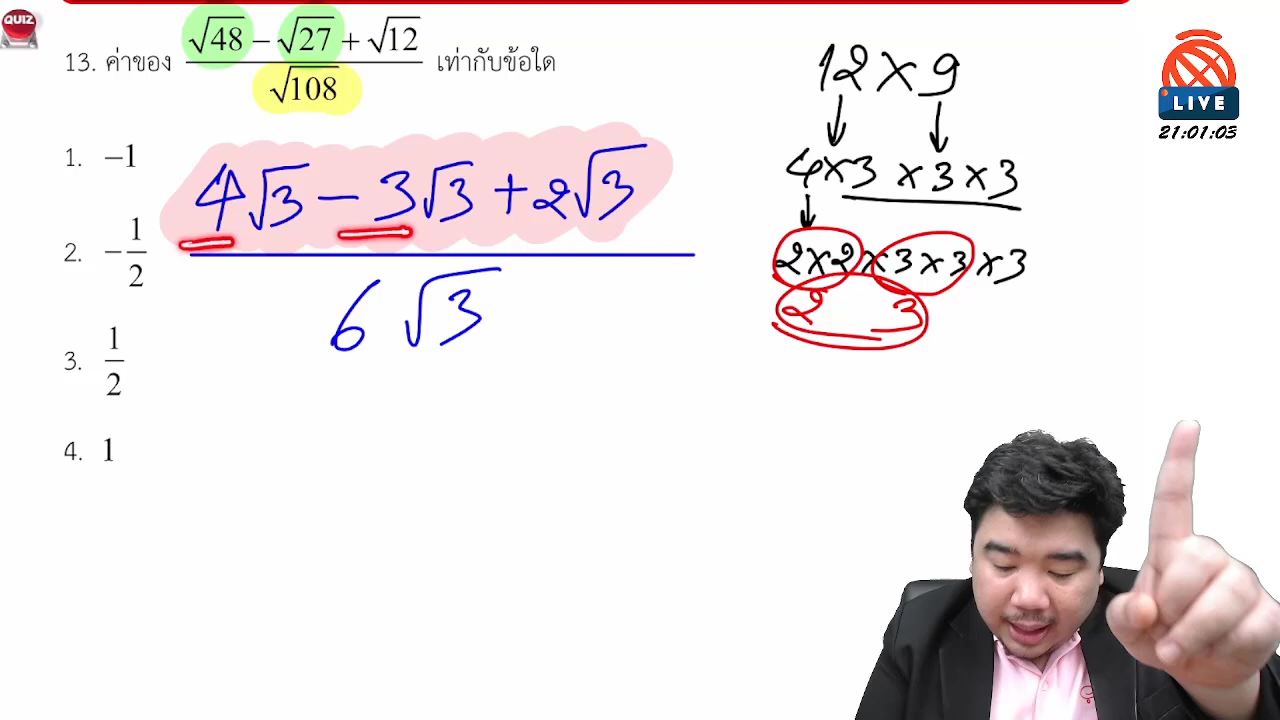 QUIZ
13. ค่าของ (√48 − √27 + √12) / √108 เท่ากับข้อใด
1. −1
2. −1/2
3. 1/2
4. 1
4√3 − 3√3 + 2√3
6√3
12 × 9
4 × 3 × 3 × 3
2 × 2 × 3 × 3 × 3
2 3
LIVE
21:01:03